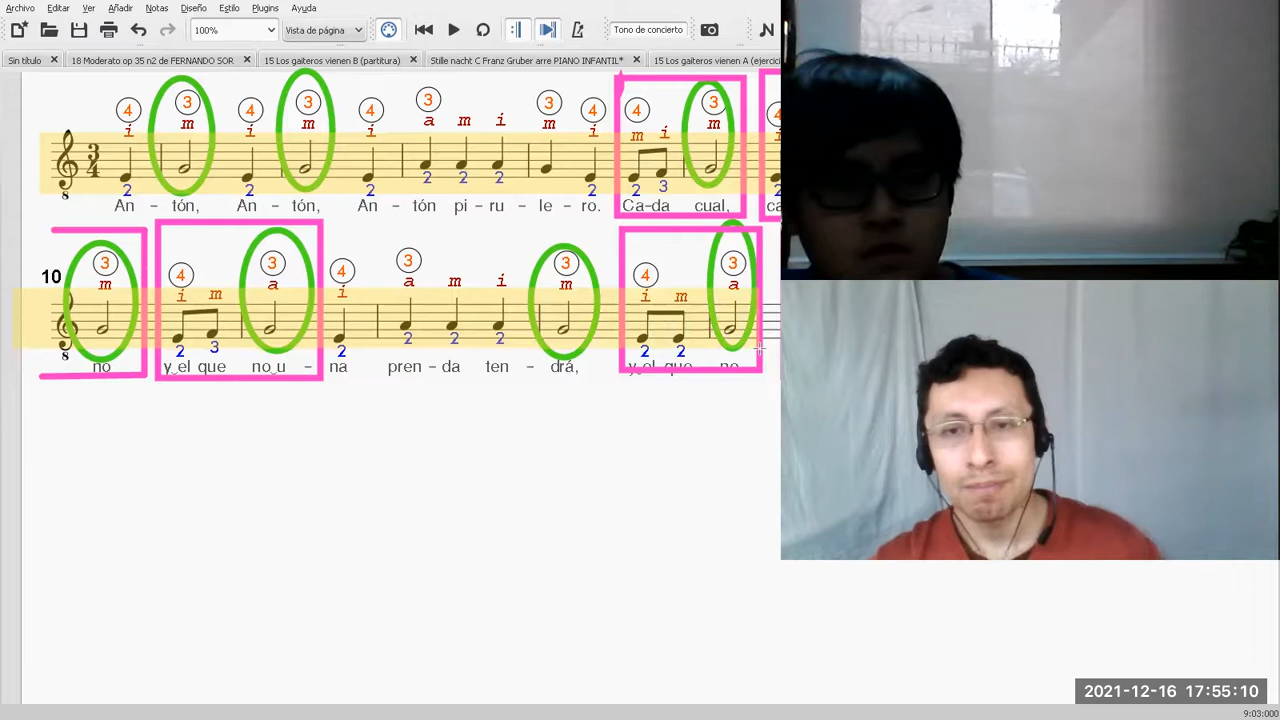 Archivo Editar Ver Añadir Notas Diseño Estilo Plugins Ayuda
100% Vista de página Tono de concierto
Sin título 18 Moderato op 35 n2 de FERNANDO SOR 15 Los gaiteros vienen B (partitura) Stille nacht C Franz Gruber arre PIANO INFANTIL* 15 Los gaiteros vienen A (ejercici
4 3 4 3 4 3 3 4 4 3
i m i m i a m i m i m i m
3
4
8
2 2 2 2 2 2 2 2 3
An - tón, An - tón, An - tón pi - ru - le - ro. Ca-da cual, ca
10
3 4 3 4 3 3 4 3
m i m a i a m i m i m a
8
2 3 2 2 2 2 2 2
no y el que no u - na pren - da ten - drá, y el que no
2021-12-16 17:55:10
9:03:000